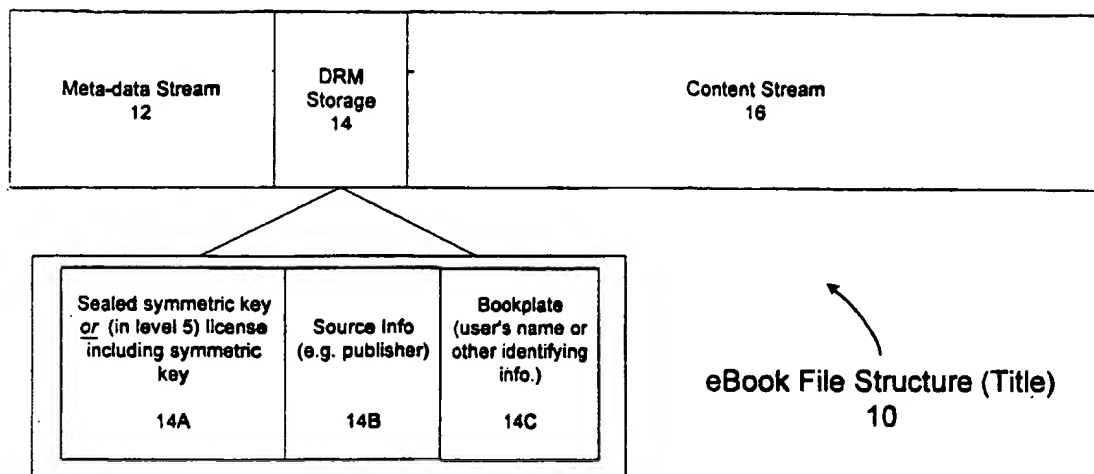 Meta-data Stream
12
DRM
Storage
14
Content Stream
16
Sealed symmetric key
or (in level 5) license
including symmetric
key
14A
Source Info
(e.g. publisher)
14B
Bookplate
(user's name or
other identifying
info.)
14C
eBook File Structure (Title)
10